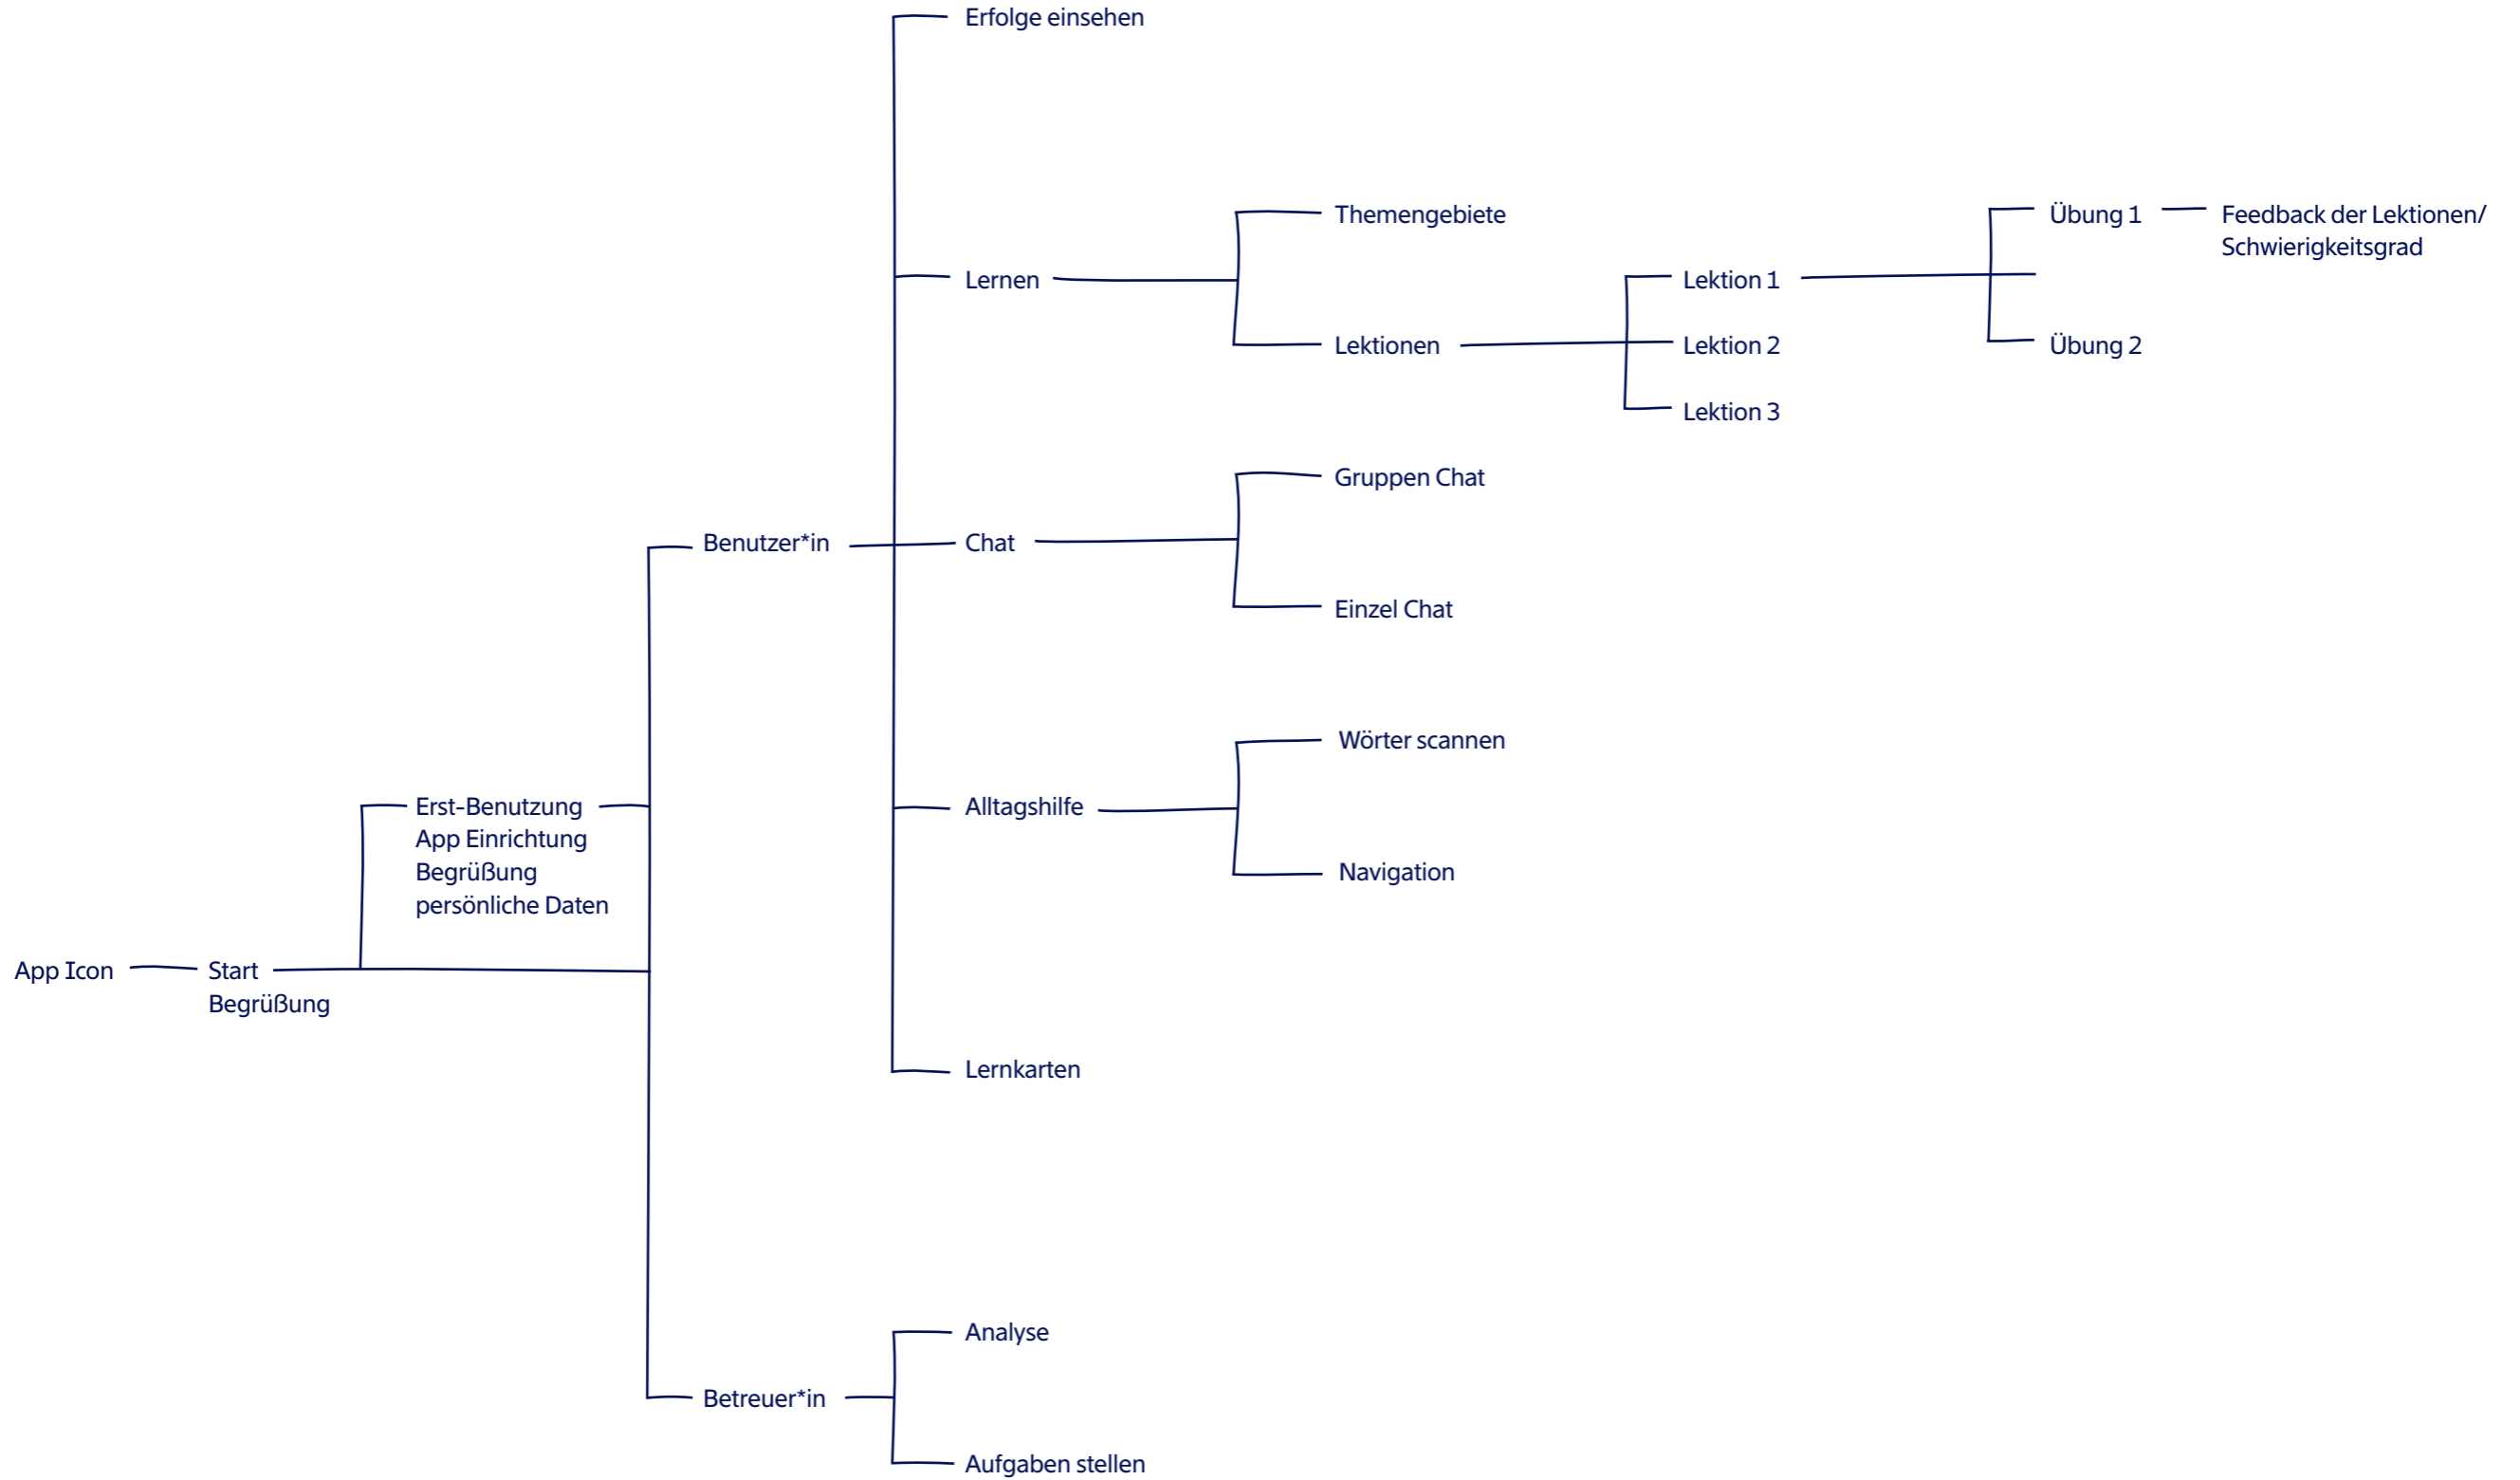 Erfolge einsehen
Themengebiete
Übung 1
Feedback der Lektionen/
Schwierigkeitsgrad
Lernen
Lektion 1
Lektionen
Lektion 2
Übung 2
Lektion 3
Gruppen Chat
Benutzer*in
Chat
Einzel Chat
Wörter scannen
Erst-Benutzung
App Einrichtung
Begrüßung
persönliche Daten
Alltagshilfe
Navigation
App Icon
Start
Begrüßung
Lernkarten
Analyse
Betreuer*in
Aufgaben stellen